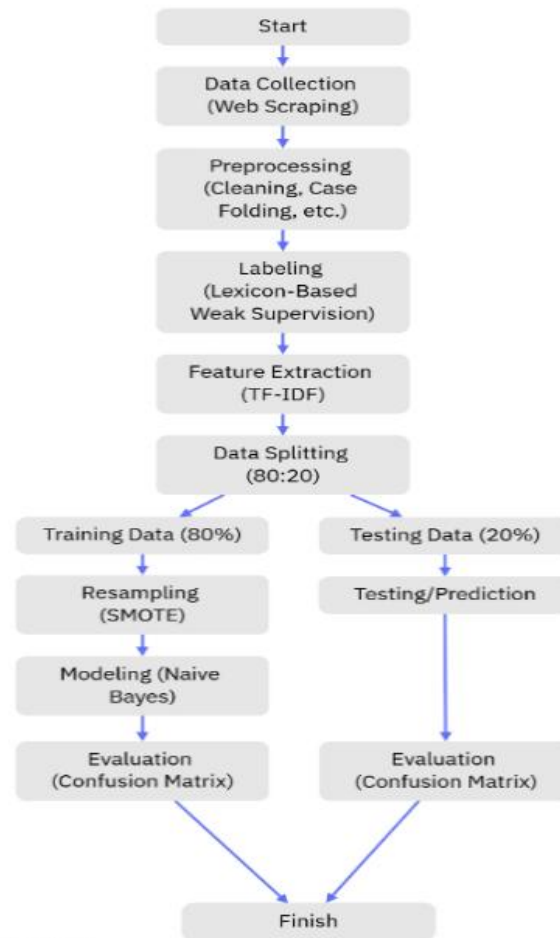 Start
Data Collection
(Web Scraping)
Preprocessing
(Cleaning, Case
Folding, etc.)
Labeling
(Lexicon-Based
Weak Supervision)
Feature Extraction
(TF-IDF)
Data Splitting
(80:20)
Training Data (80%)
Testing Data (20%)
Resampling
(SMOTE)
Testing/Prediction
Modeling (Naive
Bayes)
Evaluation
(Confusion Matrix)
Evaluation
(Confusion Matrix)
Finish